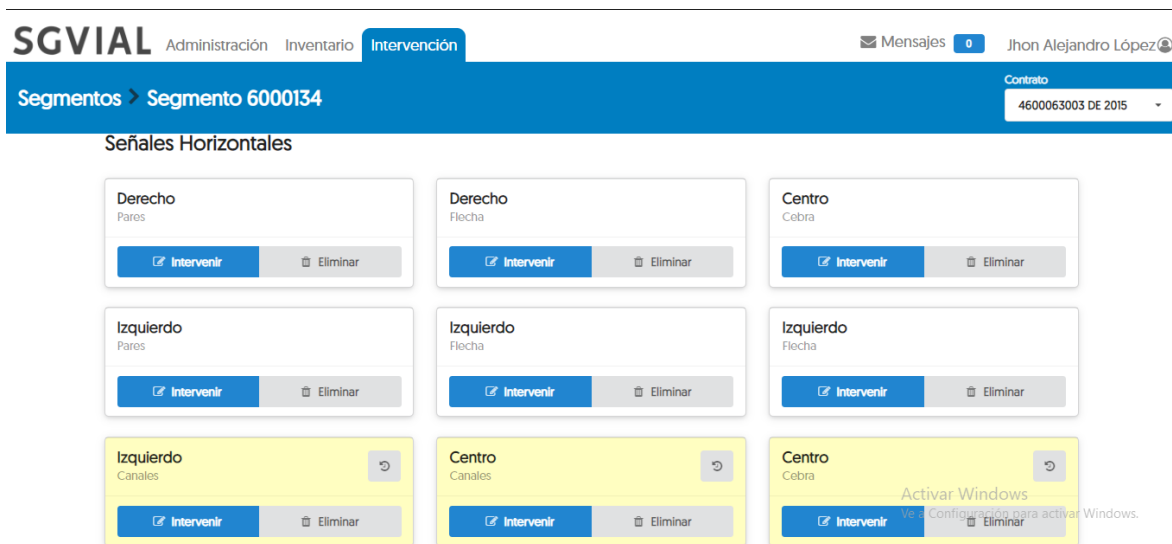 SGVIAL Administración Inventario Intervención Mensajes 0 Jhon Alejandro López
Segmentos > Segmento 6000134
Contrato
4600063003 DE 2015
Señales Horizontales
Derecho
Pares
Intervenir Eliminar
Derecho
Flecha
Intervenir Eliminar
Centro
Cebra
Intervenir Eliminar
Izquierdo
Pares
Intervenir Eliminar
Izquierdo
Flecha
Intervenir Eliminar
Izquierdo
Flecha
Intervenir Eliminar
Izquierdo
Canales
Intervenir Eliminar
Centro
Canales
Intervenir Eliminar
Centro
Cebra
Intervenir Eliminar
Activar Windows
Ve a Configuración para activar Windows.